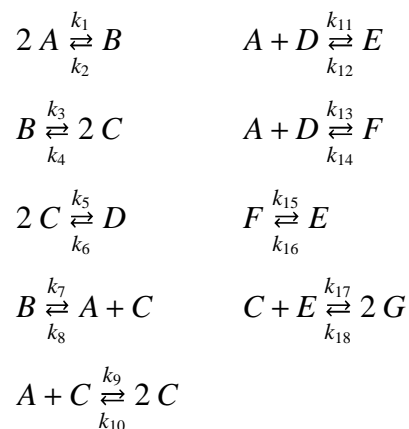 2 A ⇄ B k₁ k₂
B ⇄ 2 C k₃ k₄
2 C ⇄ D k₅ k₆
B ⇄ A + C k₇ k₈
A + C ⇄ 2 C k₉ k₁₀
A + D ⇄ E k₁₁ k₁₂
A + D ⇄ F k₁₃ k₁₄
F ⇄ E k₁₅ k₁₆
C + E ⇄ 2 G k₁₇ k₁₈